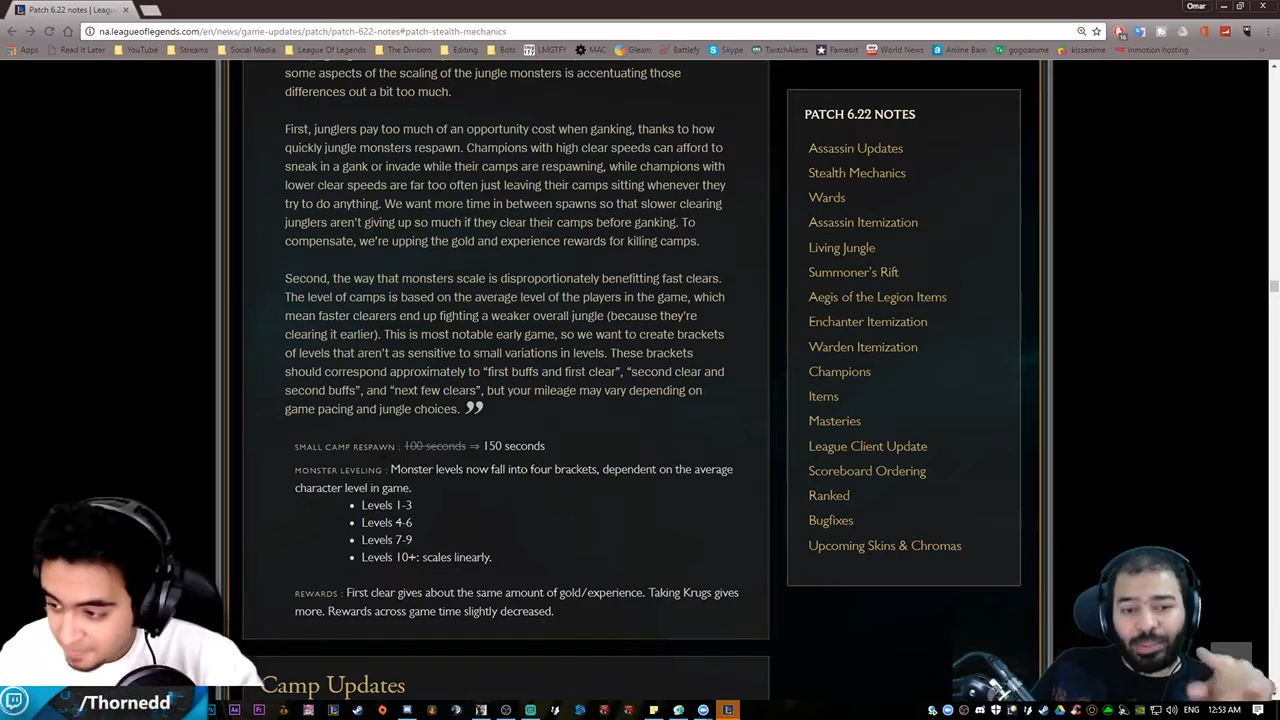 Patch 6.22 notes | Leagu
Omar
na.leagueoflegends.com/en/news/game-updates/patch/patch-622-notes#patch-stealth-mechanics
Apps Read It Later YouTube Streams Social Media League Of Legends The Division Editing Bots LMGTFY MAC Gleam Battlefy Skype TwitchAlerts Famebit World News Anime Bam gogoanime kissanime inmotion hosting
some aspects of the scaling of the jungle monsters is accentuating those
differences out a bit too much.
First, junglers pay too much of an opportunity cost when ganking, thanks to how
quickly jungle monsters respawn. Champions with high clear speeds can afford to
sneak in a gank or invade while their camps are respawning, while champions with
lower clear speeds are far too often just leaving their camps sitting whenever they
try to do anything. We want more time in between spawns so that slower clearing
junglers aren't giving up so much if they clear their camps before ganking. To
compensate, we're upping the gold and experience rewards for killing camps.
Second, the way that monsters scale is disproportionately benefitting fast clears.
The level of camps is based on the average level of the players in the game, which
mean faster clearers end up fighting a weaker overall jungle (because they're
clearing it earlier). This is most notable early game, so we want to create brackets
of levels that aren't as sensitive to small variations in levels. These brackets
should correspond approximately to "first buffs and first clear", "second clear and
second buffs", and "next few clears", but your mileage may vary depending on
game pacing and jungle choices. ”
SMALL CAMP RESPAWN : 100 seconds ⇒ 150 seconds
MONSTER LEVELING : Monster levels now fall into four brackets, dependent on the average
character level in game.
• Levels 1-3
• Levels 4-6
• Levels 7-9
• Levels 10+: scales linearly.
REWARDS : First clear gives about the same amount of gold/experience. Taking Krugs gives
more. Rewards across game time slightly decreased.
Camp Updates
PATCH 6.22 NOTES
Assassin Updates
Stealth Mechanics
Wards
Assassin Itemization
Living Jungle
Summoner's Rift
Aegis of the Legion Items
Enchanter Itemization
Warden Itemization
Champions
Items
Masteries
League Client Update
Scoreboard Ordering
Ranked
Bugfixes
Upcoming Skins & Chromas
/Thornedd
12:53 AM